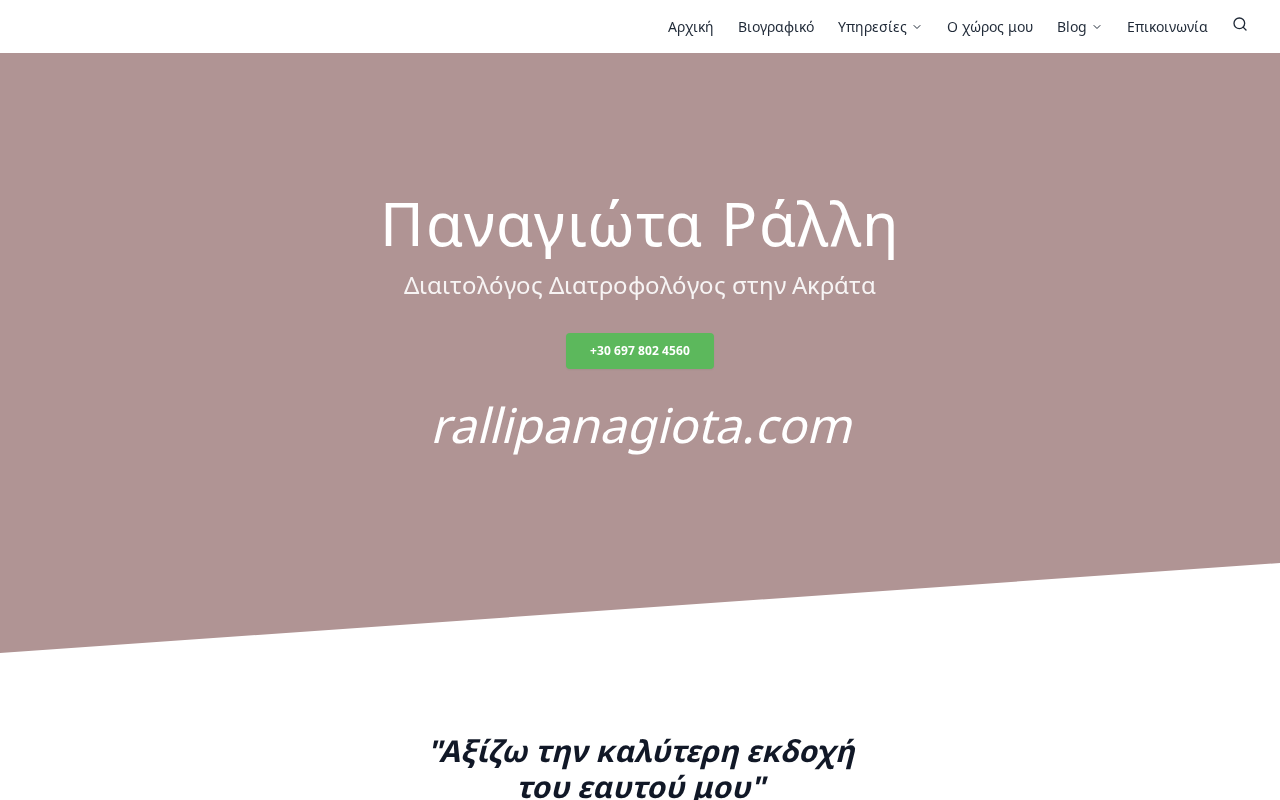 Αρχική Βιογραφικό Υπηρεσίες Ο χώρος μου Blog Επικοινωνία
Παναγιώτα Ράλλη
Διαιτολόγος Διατροφολόγος στην Ακράτα
+30 697 802 4560
rallipanagiota.com
"Αξίζω την καλύτερη εκδοχή
του εαυτού μου"